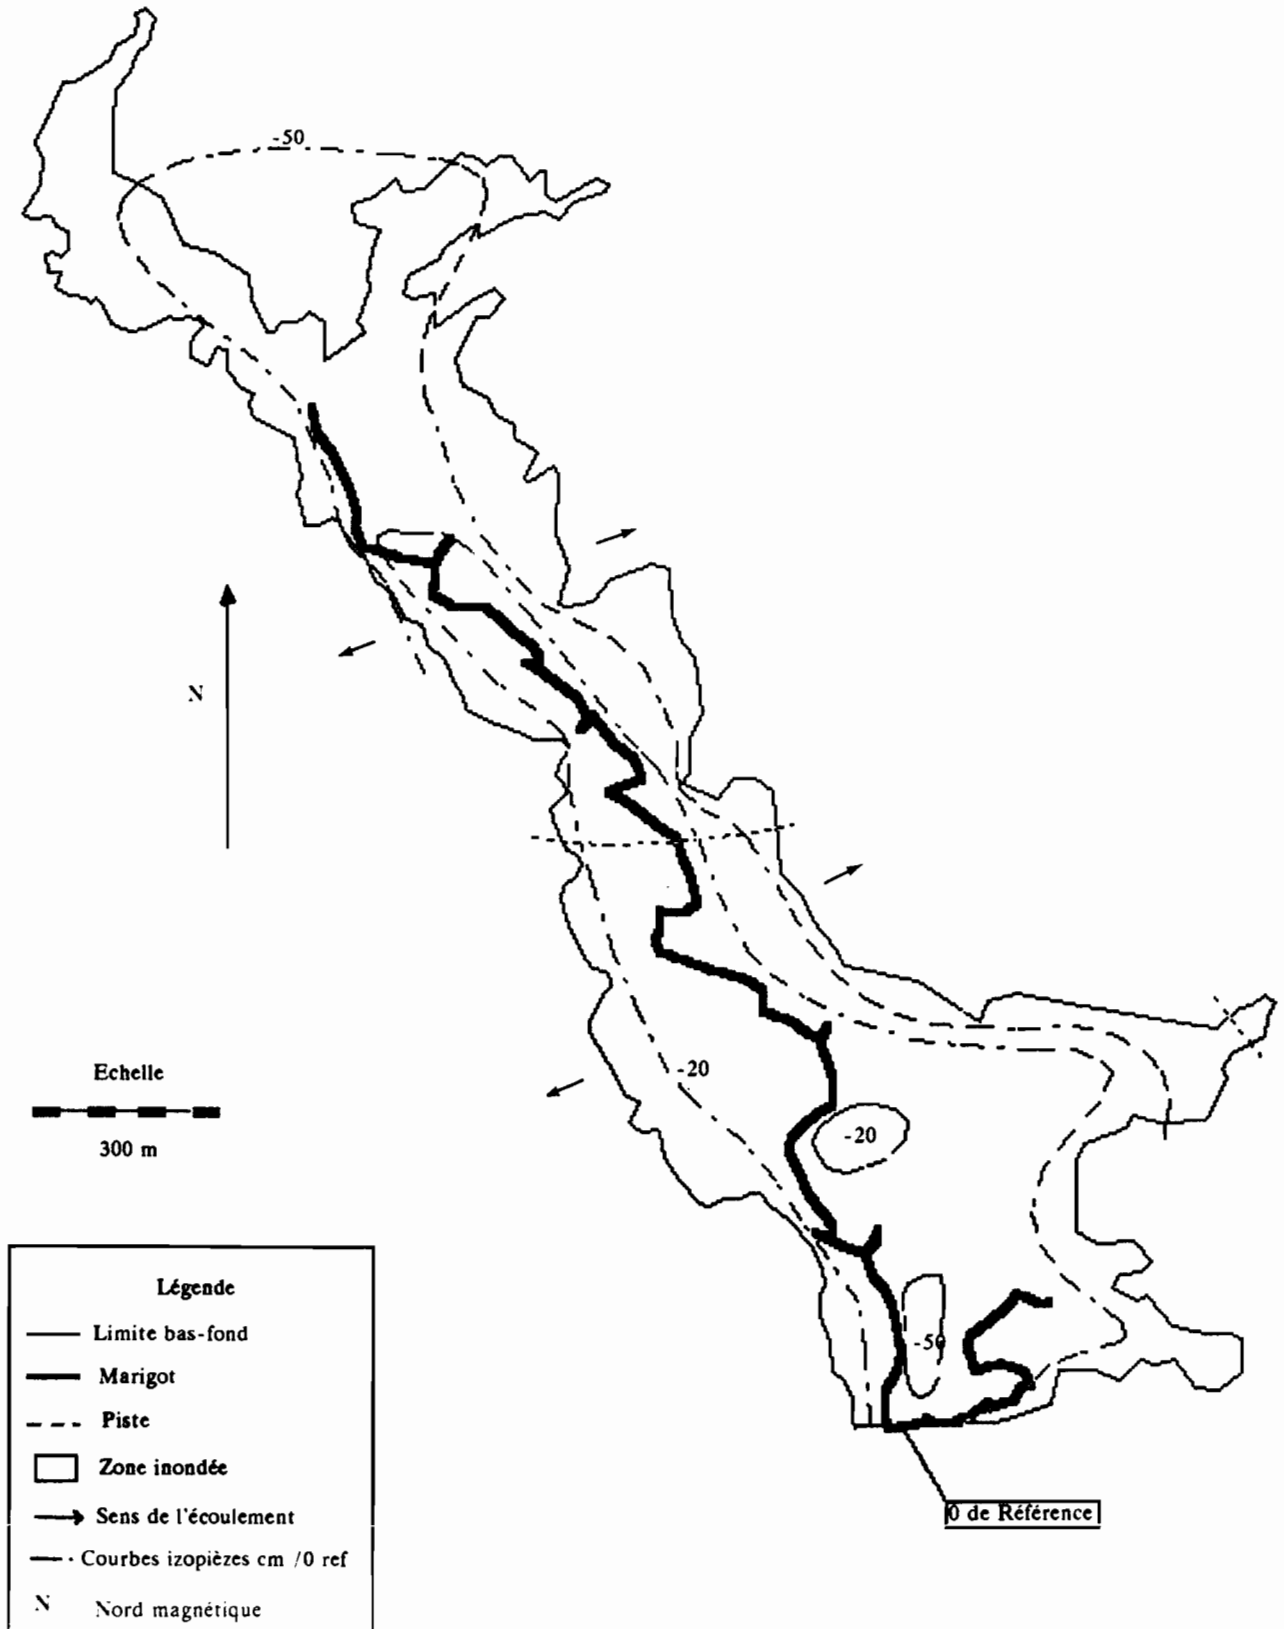 -50
N
-20
Echelle
300 m
-20
-50
0 de Référence
Légende
Limite bas-fond
Marigot
Piste
Zone inondée
Sens de l'écoulement
Courbes izopièzes cm /0 ref
N Nord magnétique